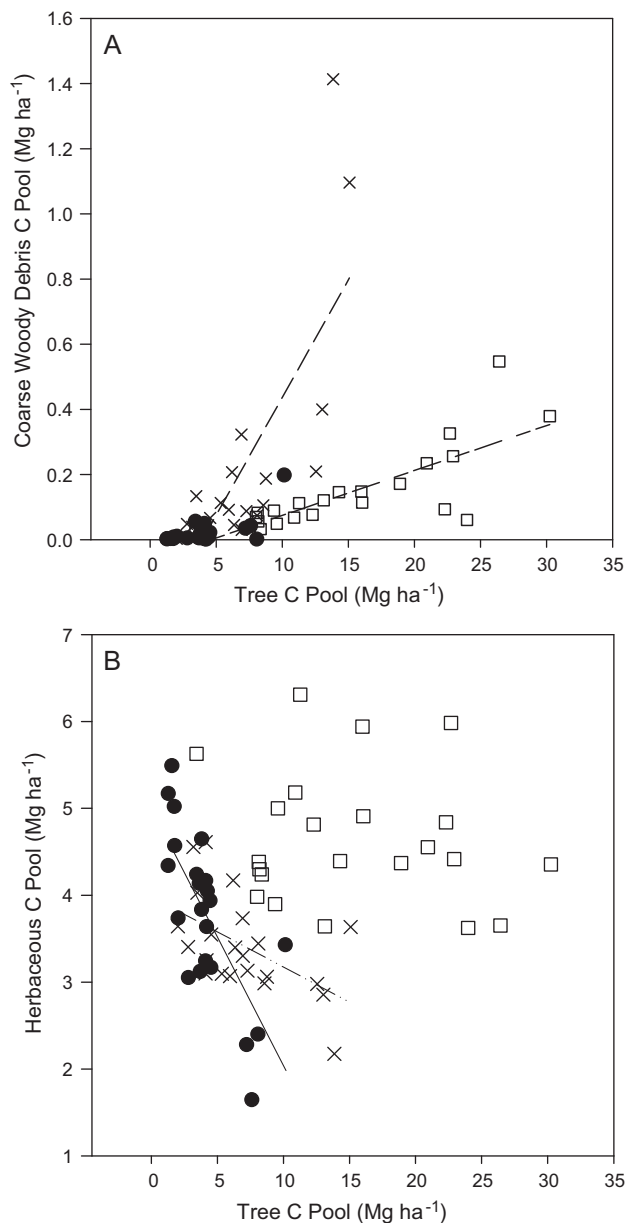 A
1.6
1.4
1.2
1.0
0.8
0.6
0.4
0.2
0.0
Coarse Woody Debris C Pool (Mg ha⁻¹)
0 5 10 15 20 25 30 35
Tree C Pool (Mg ha⁻¹)
B
7
6
5
4
3
2
1
Herbaceous C Pool (Mg ha⁻¹)
0 5 10 15 20 25 30 35
Tree C Pool (Mg ha⁻¹)